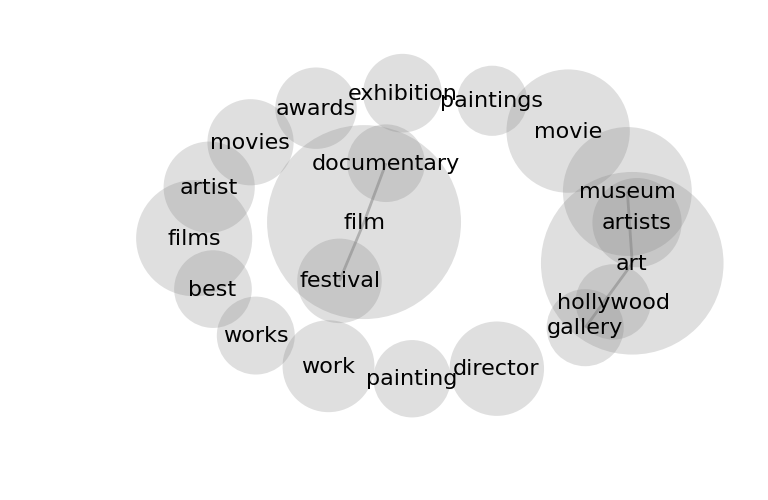 exhibition
paintings
awards
movie
movies
documentary
artist
museum
film
artists
films
art
festival
best
hollywood
gallery
works
work
director
painting